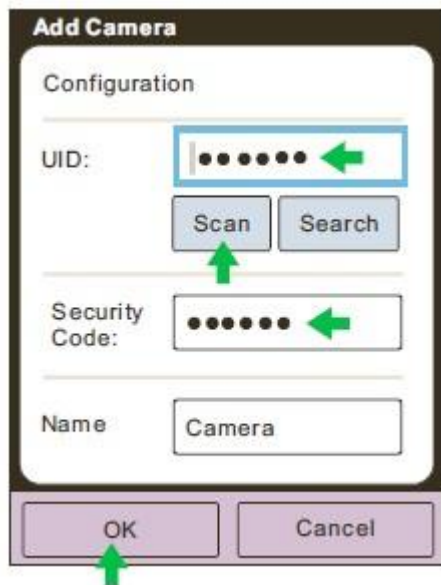 Add Camera
Configuration
UID: ●●●●●●
Scan Search
Security
Code: ●●●●●●
Name Camera
OK Cancel